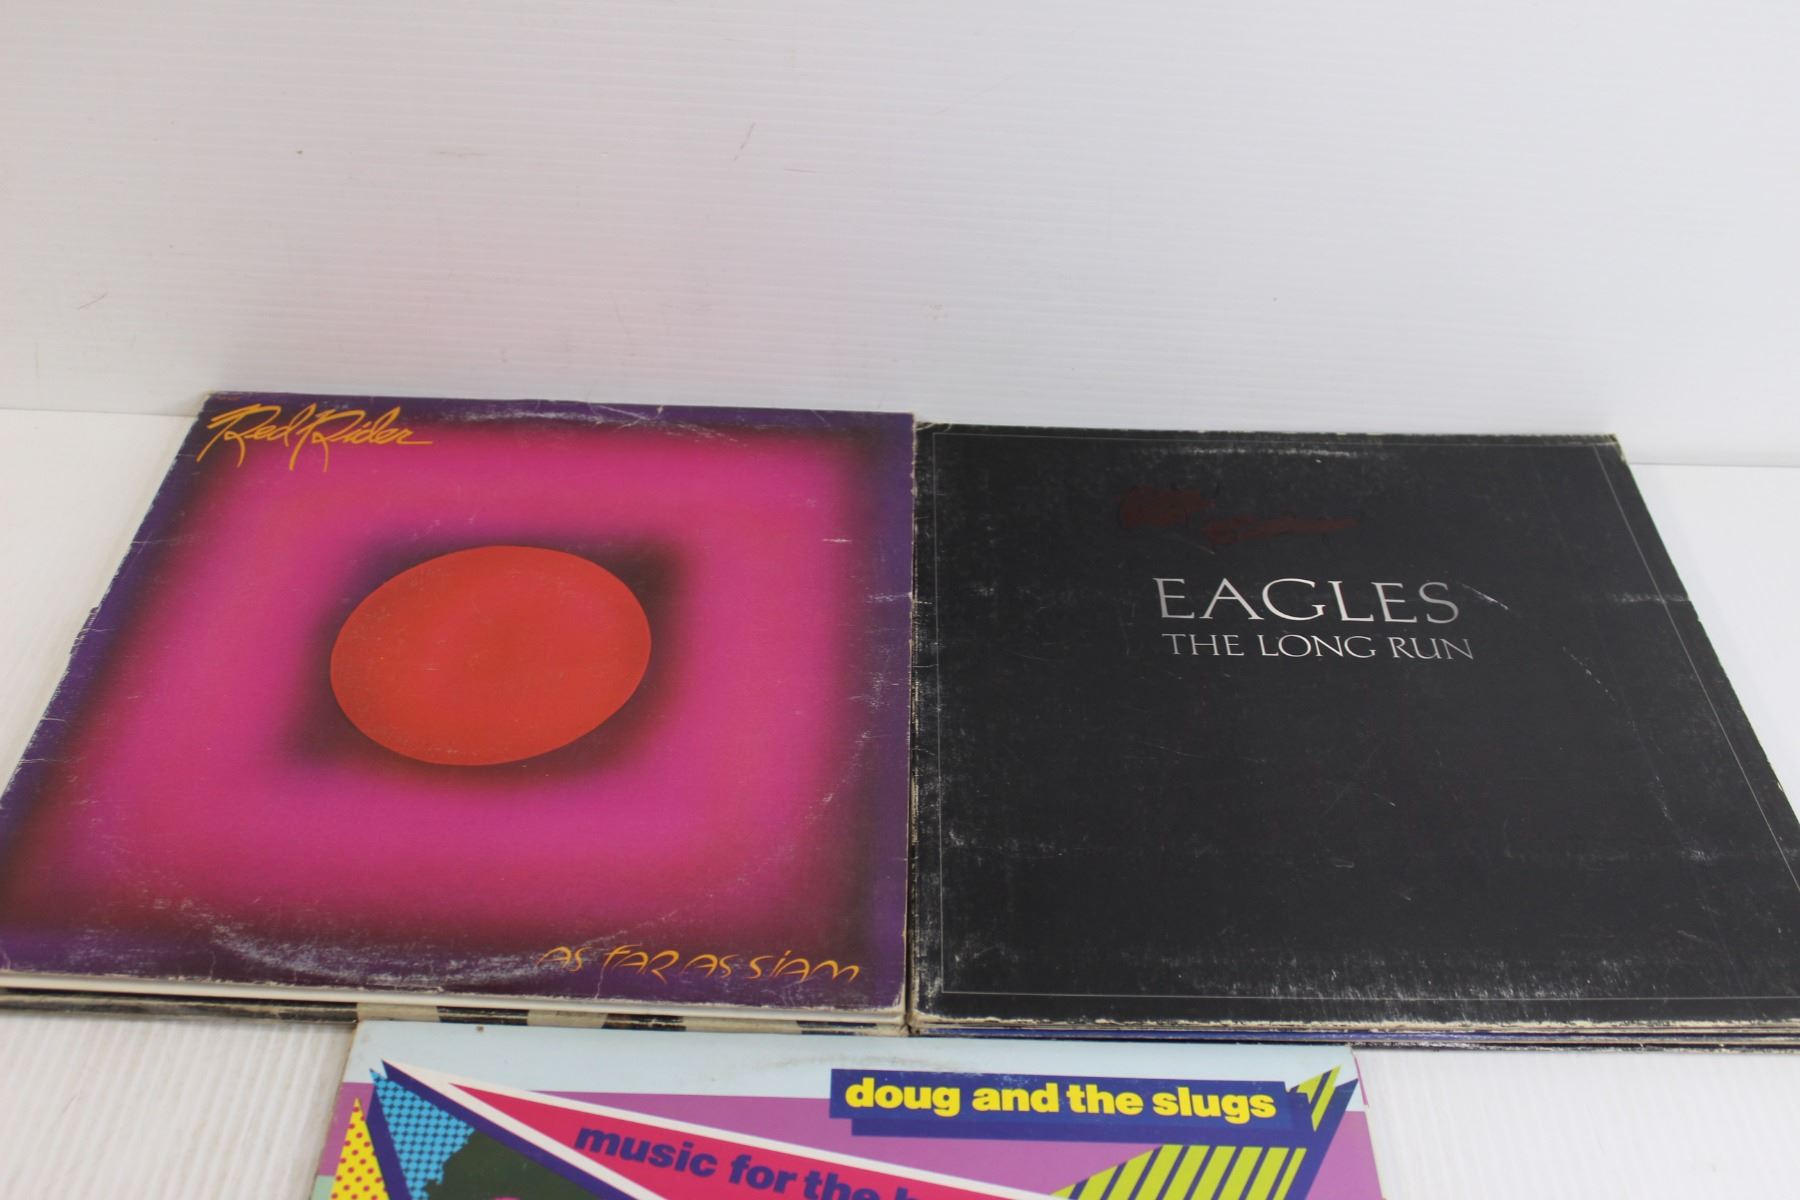 Red Rider
AS FAR AS SIAM
EAGLES
THE LONG RUN
doug and the slugs
music for the